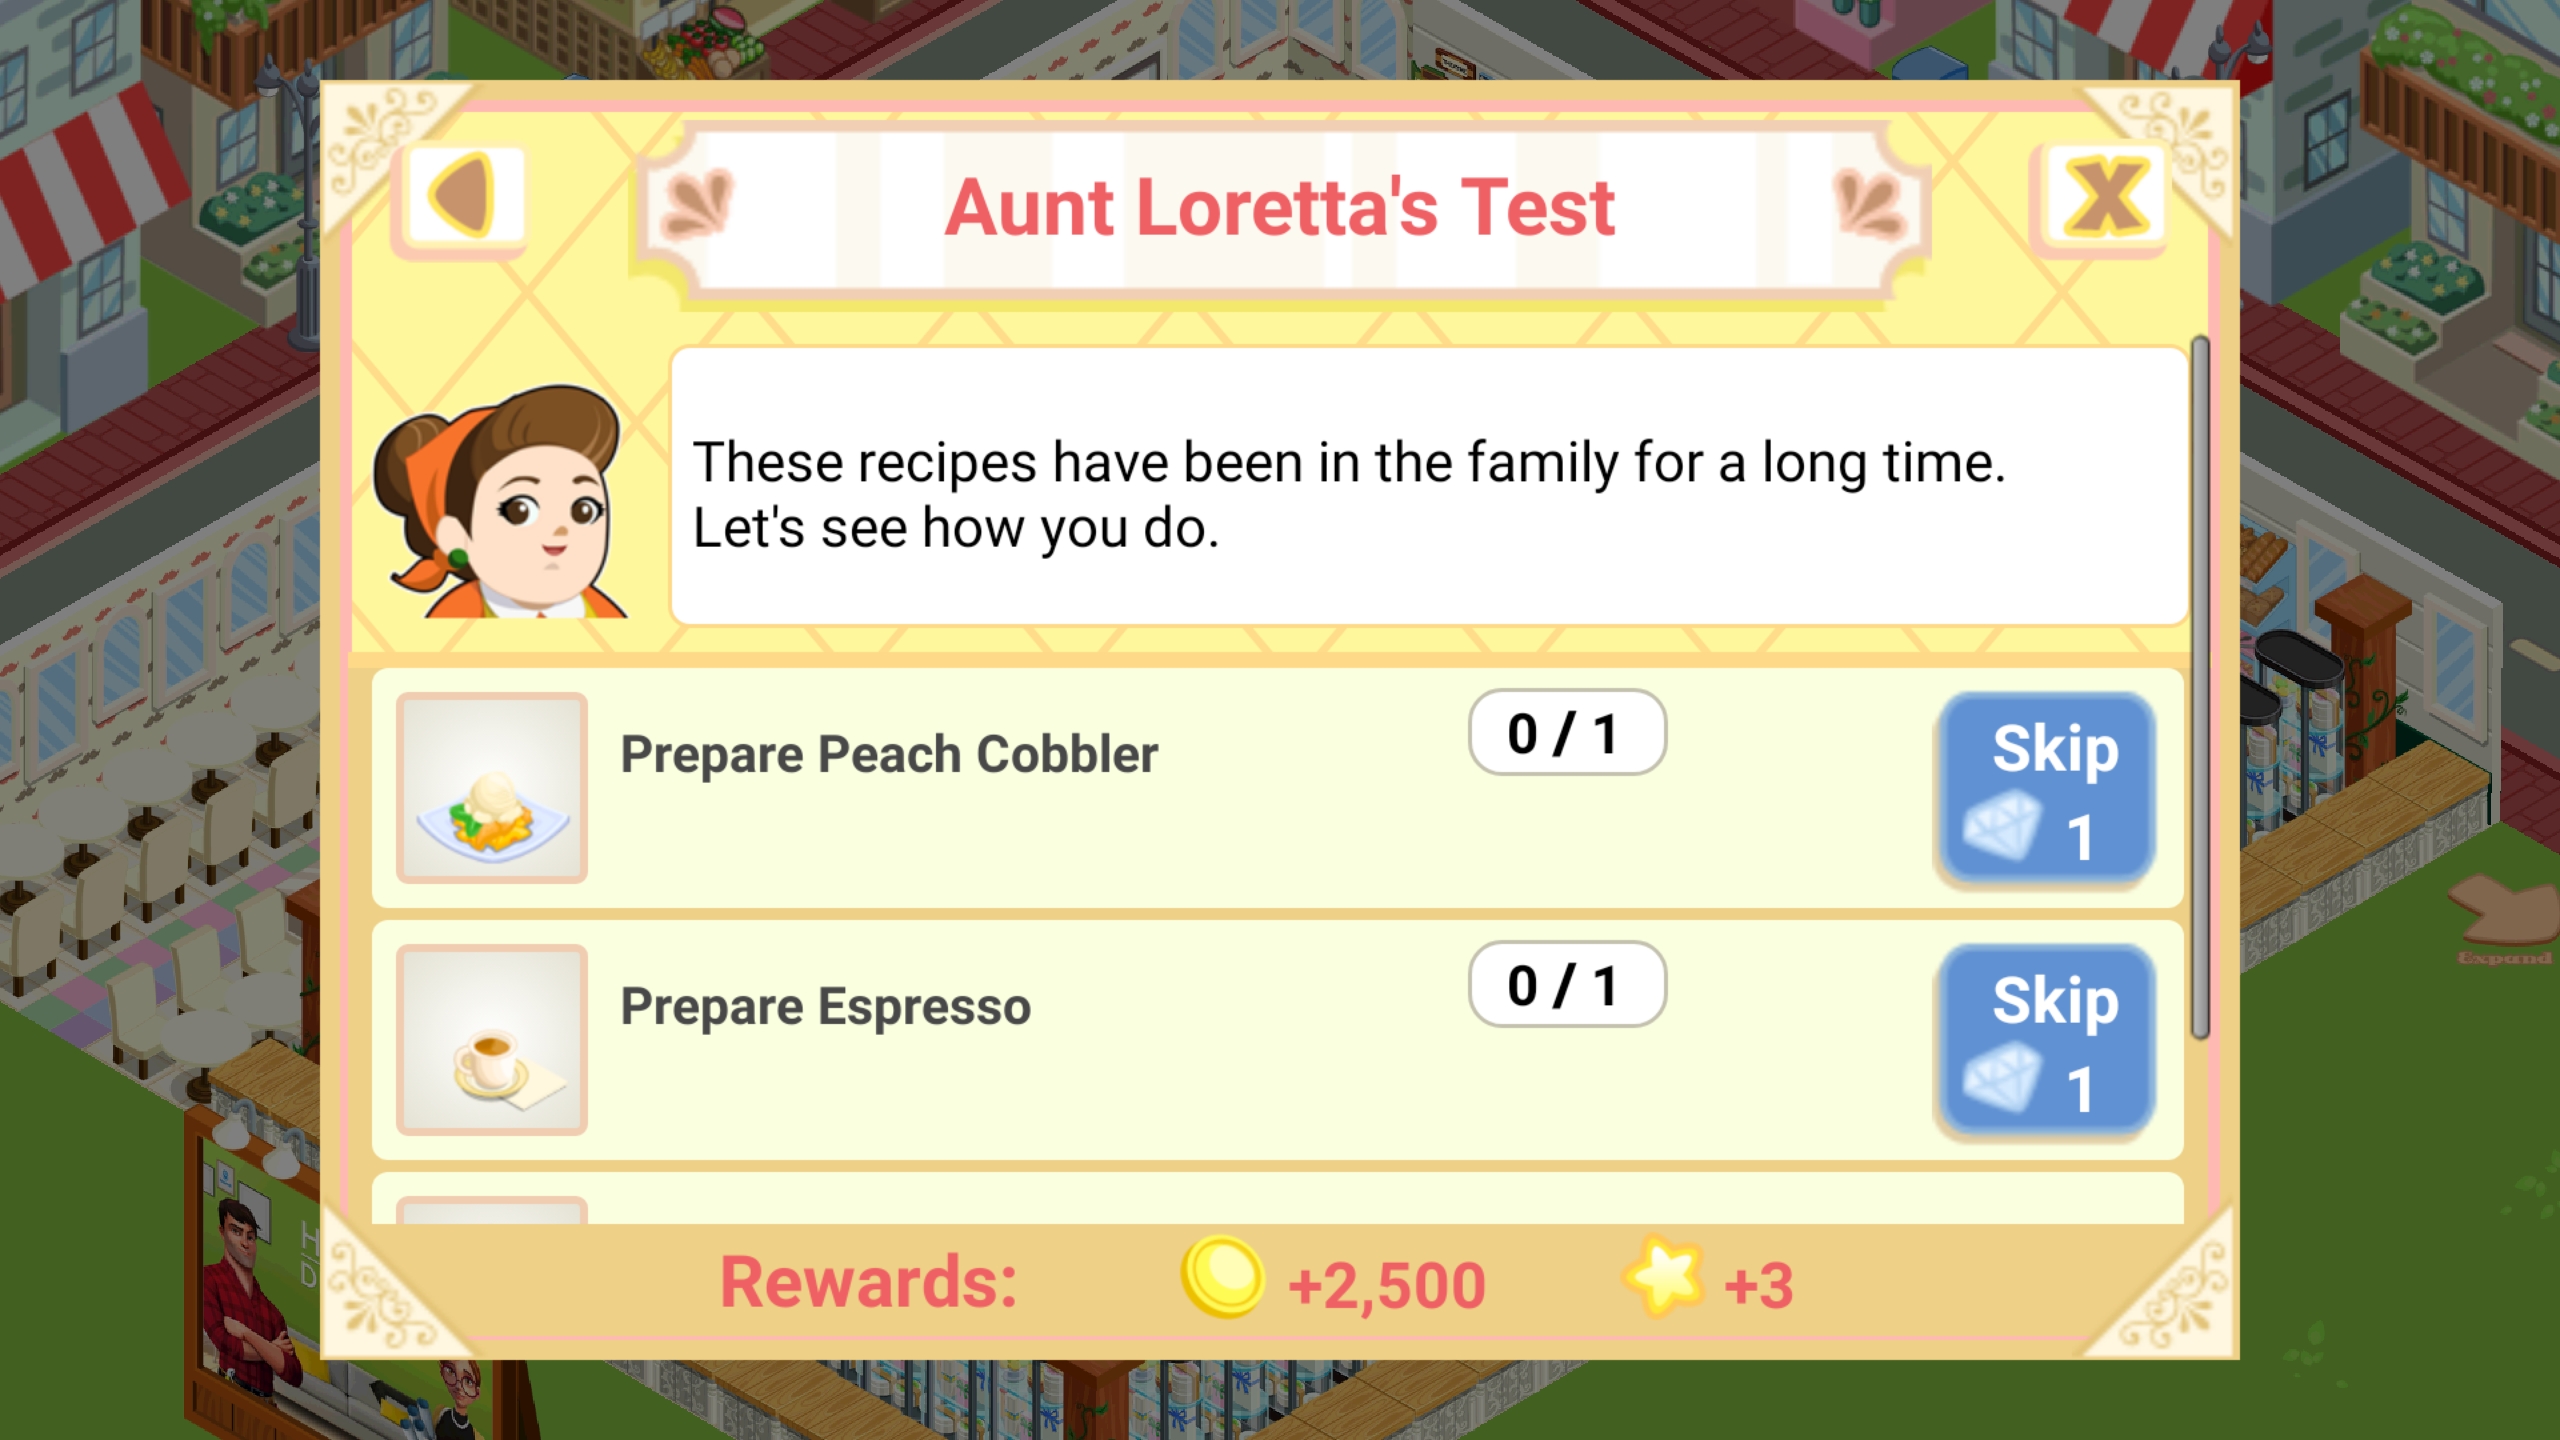 Aunt Loretta's Test
X
These recipes have been in the family for a long time.
Let's see how you do.
Prepare Peach Cobbler
0 / 1
Skip
1
Prepare Espresso
0 / 1
Skip
1
Expand
H
D
Rewards:
+2,500
+3